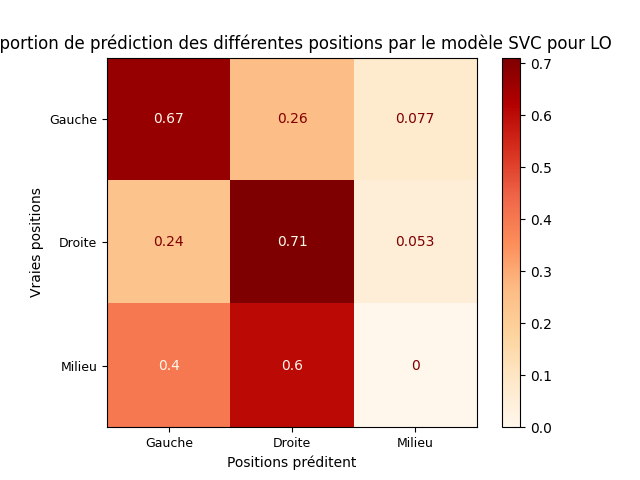 portion de prédiction des différentes positions par le modèle SVC pour LO
Gauche 0.67 0.26 0.077
Droite 0.24 0.71 0.053
Milieu 0.4 0.6 0
Gauche Droite Milieu
Positions préditent
Vraies positions
0.7
0.6
0.5
0.4
0.3
0.2
0.1
0.0